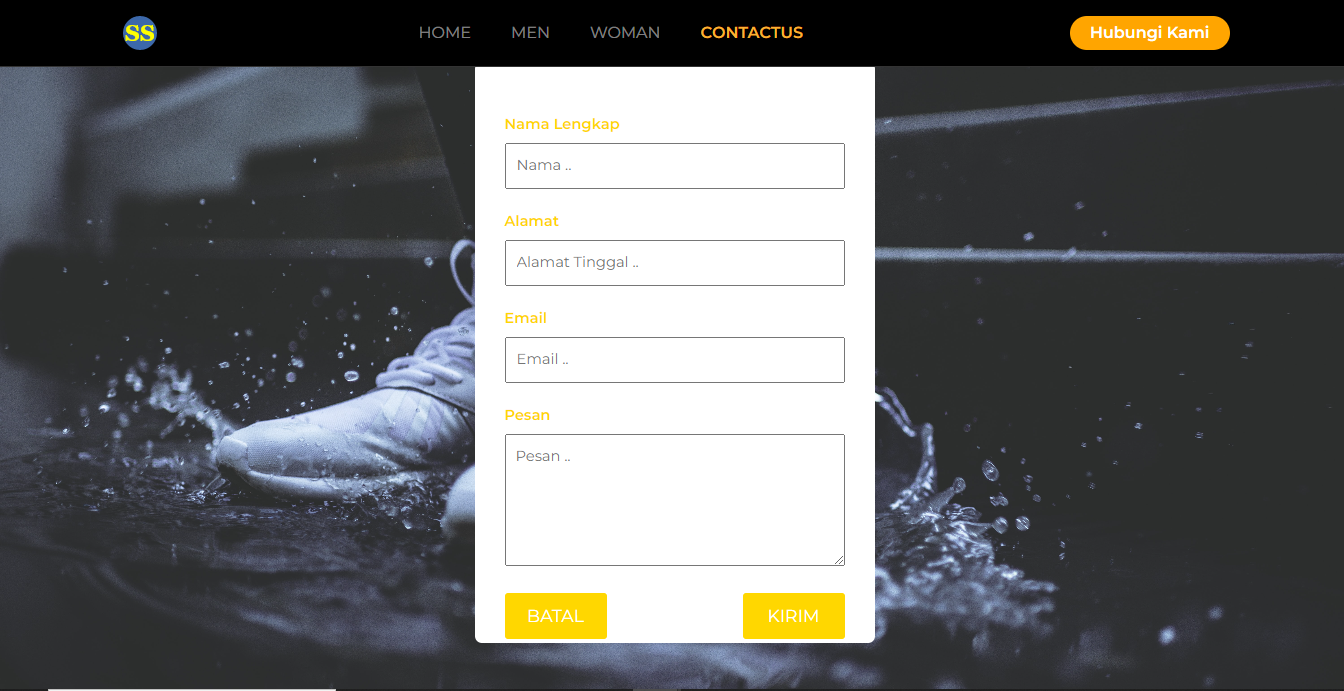 SS
HOME
MEN
WOMAN
CONTACTUS
Hubungi Kami
Nama Lengkap
Nama ..
Alamat
Alamat Tinggal ..
Email
Email ..
Pesan
Pesan ..
BATAL
KIRIM